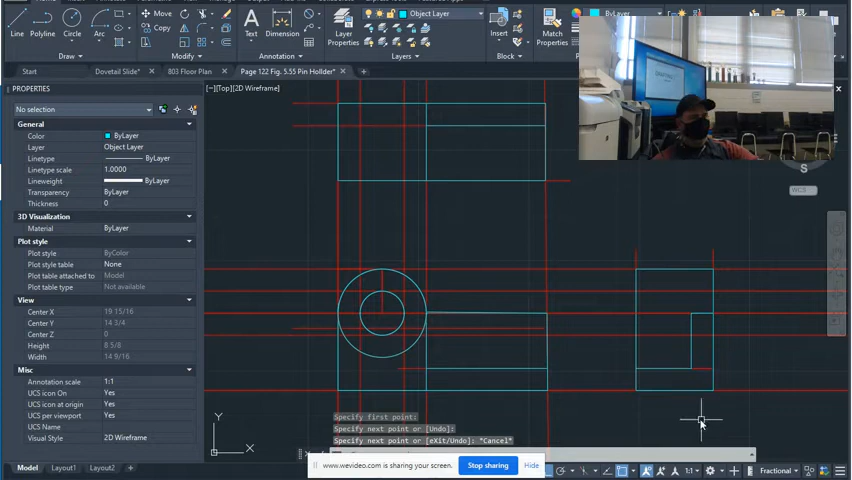 Line Polyline Circle Arc
Move
Copy
Text Dimension
Layer Properties
Object Layer
Insert
Match Properties
ByLayer
Draw
Modify
Annotation
Layers
Block
Start Dovetail Slide* 803 Floor Plan Page 122 Fig. 5.55 Pin Hollder*
PROPERTIES
[−][Top][2D Wireframe]
No selection
General
Color ByLayer
Layer Object Layer
Linetype ByLayer
Linetype scale 1.0000
Lineweight ByLayer
Transparency ByLayer
Thickness 0
3D Visualization
Material ByLayer
Plot style
Plot style ByColor
Plot style table None
Plot table attached to Model
Plot table type Not available
View
Center X 19 15/16
Center Y 14 3/4
Center Z 0
Height 8 5/8
Width 14 9/16
Misc
Annotation scale 1:1
UCS icon On Yes
UCS icon at origin Yes
UCS per viewport Yes
UCS Name
Visual Style 2D Wireframe
S
WCS
Y
X
Specify first point:
Specify next point or [Undo]:
Specify next point or [eXit/Undo]: *Cancel*
www.wevideo.com is sharing your screen. Stop sharing Hide
Model Layout1 Layout2
1:1
Fractional